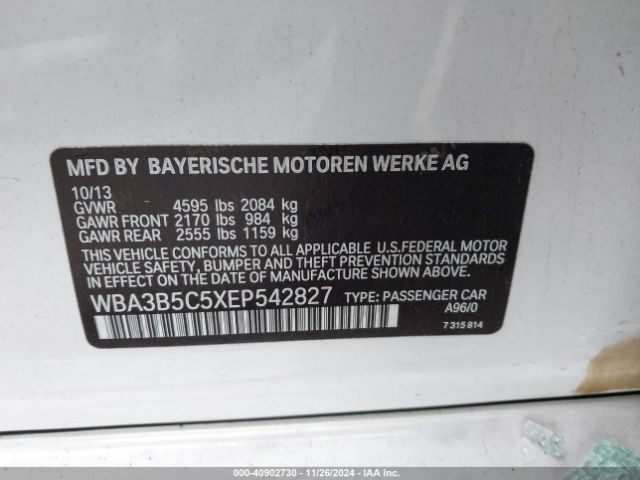 MFD BY BAYERISCHE MOTOREN WERKE AG
10/13
GVWR 4595 lbs 2084 kg
GAWR FRONT 2170 lbs 984 kg
GAWR REAR 2555 lbs 1159 kg
THIS VEHICLE CONFORMS TO ALL APPLICABLE U.S.FEDERAL MOTOR
VEHICLE SAFETY, BUMPER AND THEFT PREVENTION STANDARDS
IN EFFECT ON THE DATE OF MANUFACTURE SHOWN ABOVE.
WBA3B5C5XEP542827 TYPE: PASSENGER CAR
A96/0
7 315 814
000-40902730 - 11/26/2024 - IAA Inc.